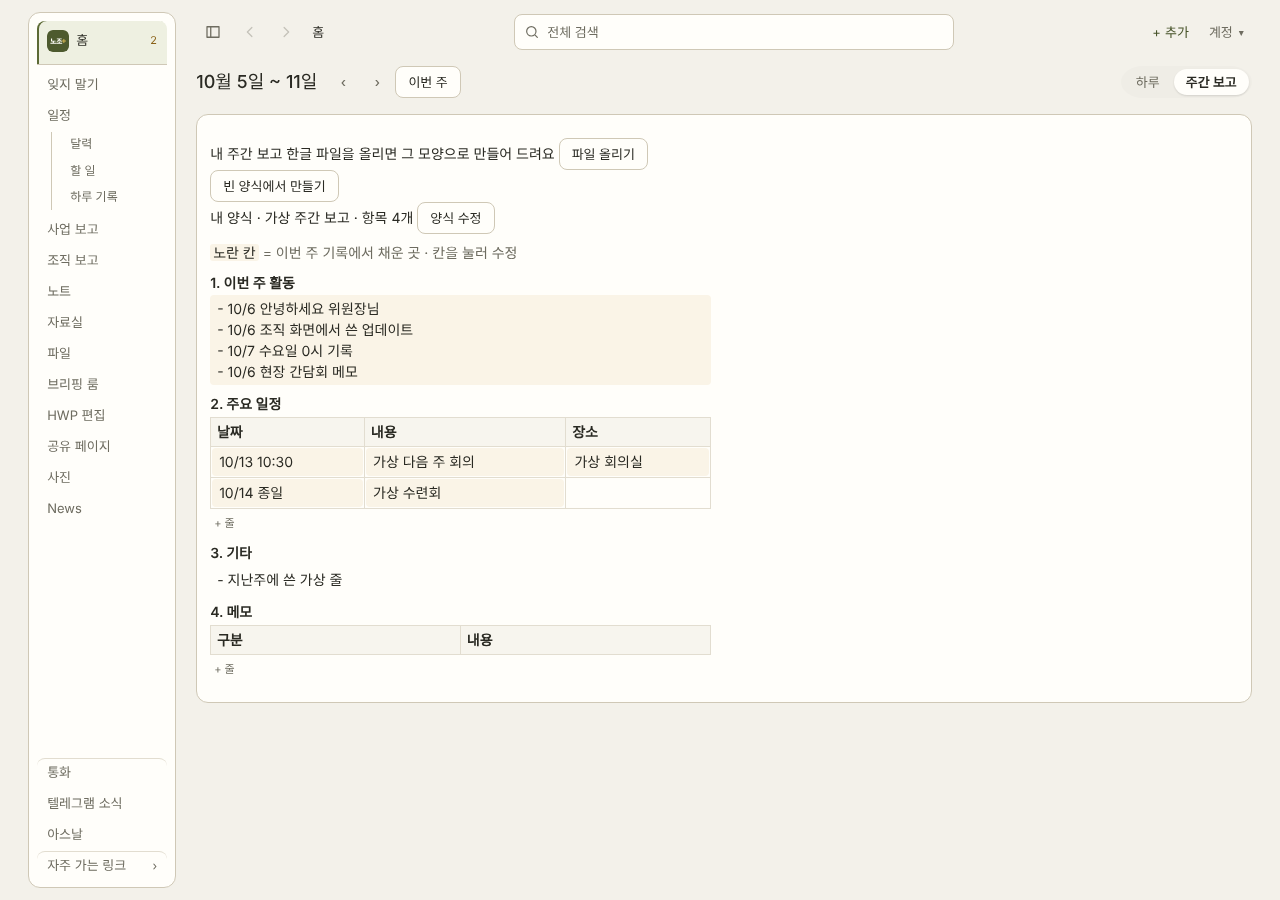 노조 홈 2
잊지 말기
일정
달력
할 일
하루 기록
사업 보고
조직 보고
노트
자료실
파일
브리핑 룸
HWP 편집
공유 페이지
사진
News
통화
텔레그램 소식
아스날
자주 가는 링크 ›
홈
전체 검색
+ 추가
계정 ▾
10월 5일 ~ 11일 ‹ › 이번 주
하루 주간 보고
내 주간 보고 한글 파일을 올리면 그 모양으로 만들어 드려요 파일 올리기
빈 양식에서 만들기
내 양식 · 가상 주간 보고 · 항목 4개 양식 수정
노란 칸 = 이번 주 기록에서 채운 곳 · 칸을 눌러 수정
1. 이번 주 활동
- 10/6 안녕하세요 위원장님
- 10/6 조직 화면에서 쓴 업데이트
- 10/7 수요일 0시 기록
- 10/6 현장 간담회 메모
2. 주요 일정
날짜 내용 장소
10/13 10:30 가상 다음 주 회의 가상 회의실
10/14 종일 가상 수련회
+ 줄
3. 기타
- 지난주에 쓴 가상 줄
4. 메모
구분 내용
+ 줄